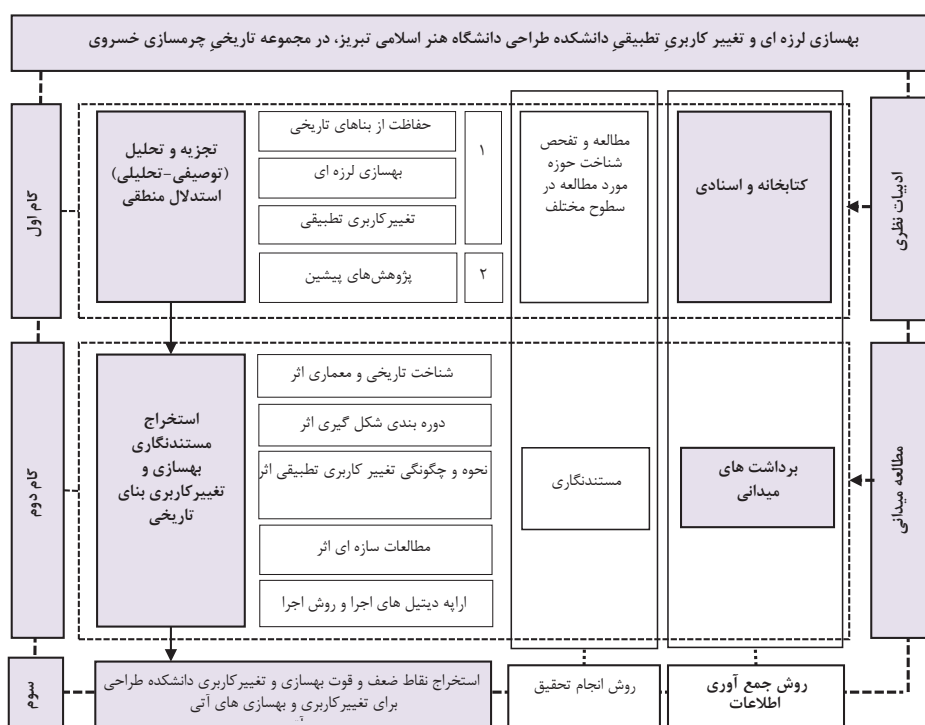 بهسازی لرزه ای و تغییر کاربریِ تطبیقیِ دانشکده طراحی دانشگاه هنر اسلامی تبریز، در مجموعه تاریخیِ چرمسازی خسروی
ادبیات نظری
کتابخانه و اسنادی
مطالعه و تفحص
شناخت حوزه
مورد مطالعه در
سطوح مختلف
۱
حفاظت از بناهای تاریخی
بهسازی لرزه ای
تغییرکاربری تطبیقی
۲
پژوهش‌های پیشین
تجزیه و تحلیل
(توصیفی-تحلیلی)
استدلال منطقی
گام اول
مطالعه میدانی
برداشت های
میدانی
مستندنگاری
شناخت تاریخی و معماری اثر
دوره بندی شکل گیری اثر
نحوه و چگونگی تغییر کاربری تطبیقی اثر
مطالعات سازه ای اثر
ارایه دیتیل های اجرا و روش اجرا
استخراج
مستندنگاری
بهسازی و
تغییرکاربری بنای
تاریخی
گام دوم
روش جمع آوری
اطلاعات
روش انجام تحقیق
استخراج نقاط ضعف و قوت بهسازی و تغییرکاربری دانشکده طراحی
برای تغییرکاربری و بهسازی های آتی
سوم